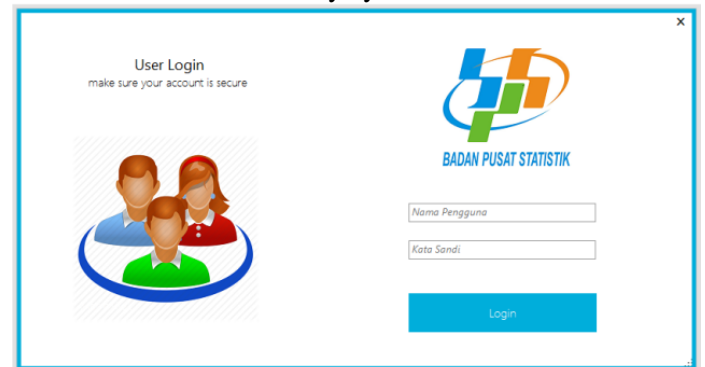 x
User Login
make sure your account is secure
BADAN PUSAT STATISTIK
Nama Pengguna
Kata Sandi
Login